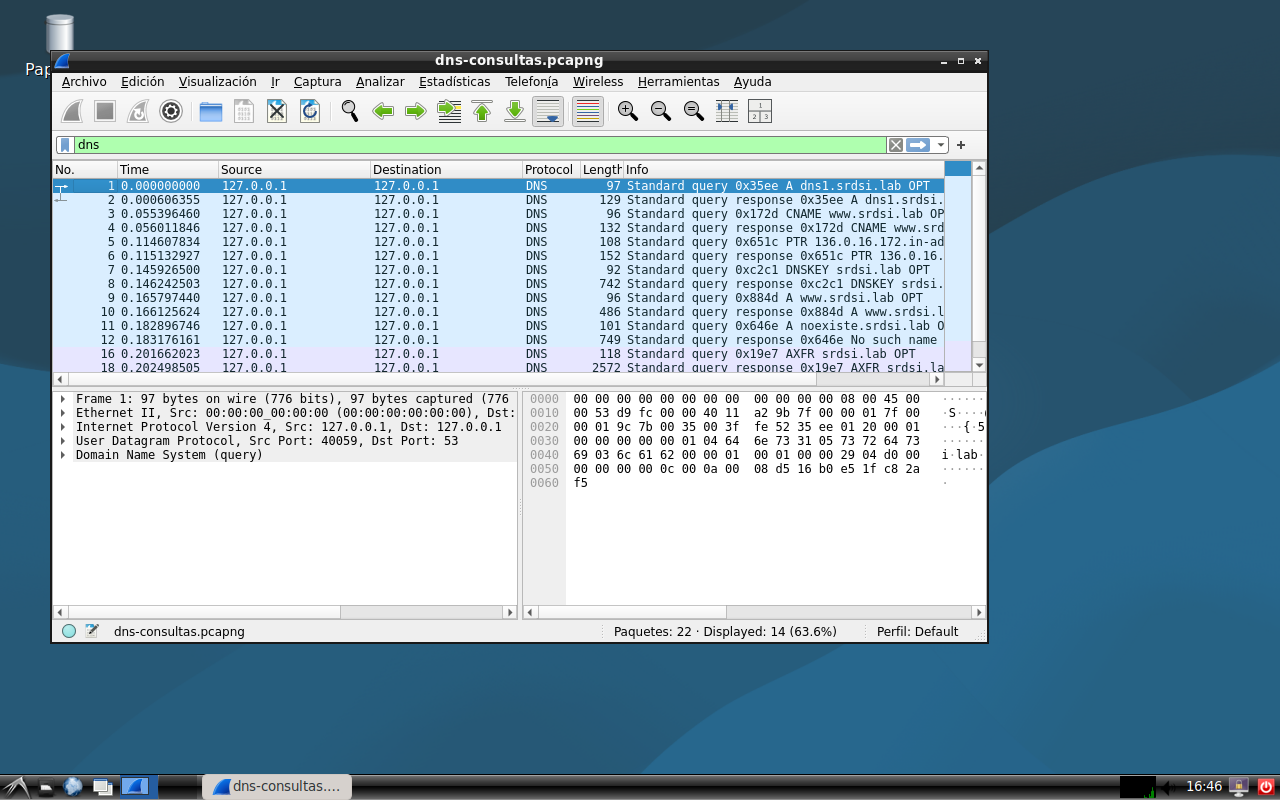 Pap
dns-consultas.pcapng
Archivo Edición Visualización Ir Captura Analizar Estadísticas Telefonía Wireless Herramientas Ayuda
dns
No. Time Source Destination Protocol Length Info
1 0.000000000 127.0.0.1 127.0.0.1 DNS 97 Standard query 0x35ee A dns1.srdsi.lab OPT
2 0.000606355 127.0.0.1 127.0.0.1 DNS 129 Standard query response 0x35ee A dns1.srdsi.
3 0.055396460 127.0.0.1 127.0.0.1 DNS 96 Standard query 0x172d CNAME www.srdsi.lab OP
4 0.056011846 127.0.0.1 127.0.0.1 DNS 132 Standard query response 0x172d CNAME www.srd
5 0.114607834 127.0.0.1 127.0.0.1 DNS 108 Standard query 0x651c PTR 136.0.16.172.in-ad
6 0.115132927 127.0.0.1 127.0.0.1 DNS 152 Standard query response 0x651c PTR 136.0.16.
7 0.145926500 127.0.0.1 127.0.0.1 DNS 92 Standard query 0xc2c1 DNSKEY srdsi.lab OPT
8 0.146242503 127.0.0.1 127.0.0.1 DNS 742 Standard query response 0xc2c1 DNSKEY srdsi.
9 0.165797440 127.0.0.1 127.0.0.1 DNS 96 Standard query 0x884d A www.srdsi.lab OPT
10 0.166125624 127.0.0.1 127.0.0.1 DNS 486 Standard query response 0x884d A www.srdsi.l
11 0.182896746 127.0.0.1 127.0.0.1 DNS 101 Standard query 0x646e A noexiste.srdsi.lab O
12 0.183176161 127.0.0.1 127.0.0.1 DNS 749 Standard query response 0x646e No such name
16 0.201662023 127.0.0.1 127.0.0.1 DNS 118 Standard query 0x19e7 AXFR srdsi.lab OPT
18 0.202498505 127.0.0.1 127.0.0.1 DNS 2572 Standard query response 0x19e7 AXFR srdsi.la
Frame 1: 97 bytes on wire (776 bits), 97 bytes captured (776
Ethernet II, Src: 00:00:00_00:00:00 (00:00:00:00:00:00), Dst:
Internet Protocol Version 4, Src: 127.0.0.1, Dst: 127.0.0.1
User Datagram Protocol, Src Port: 40059, Dst Port: 53
Domain Name System (query)
0000 00 00 00 00 00 00 00 00 00 00 00 00 08 00 45 00 ······
0010 00 53 d9 fc 00 00 40 11 a2 9b 7f 00 00 01 7f 00 ·S····
0020 00 01 9c 7b 00 35 00 3f fe 52 35 ee 01 20 00 01 ···{·5
0030 00 00 00 00 00 01 04 64 6e 73 31 05 73 72 64 73 ······
0040 69 03 6c 61 62 00 00 01 00 01 00 00 29 04 d0 00 i·lab·
0050 00 00 00 00 0c 00 0a 00 08 d5 16 b0 e5 1f c8 2a ······
0060 f5 ·
dns-consultas.pcapng Paquetes: 22 · Displayed: 14 (63.6%) Perfil: Default
dns-consultas.... 16:46